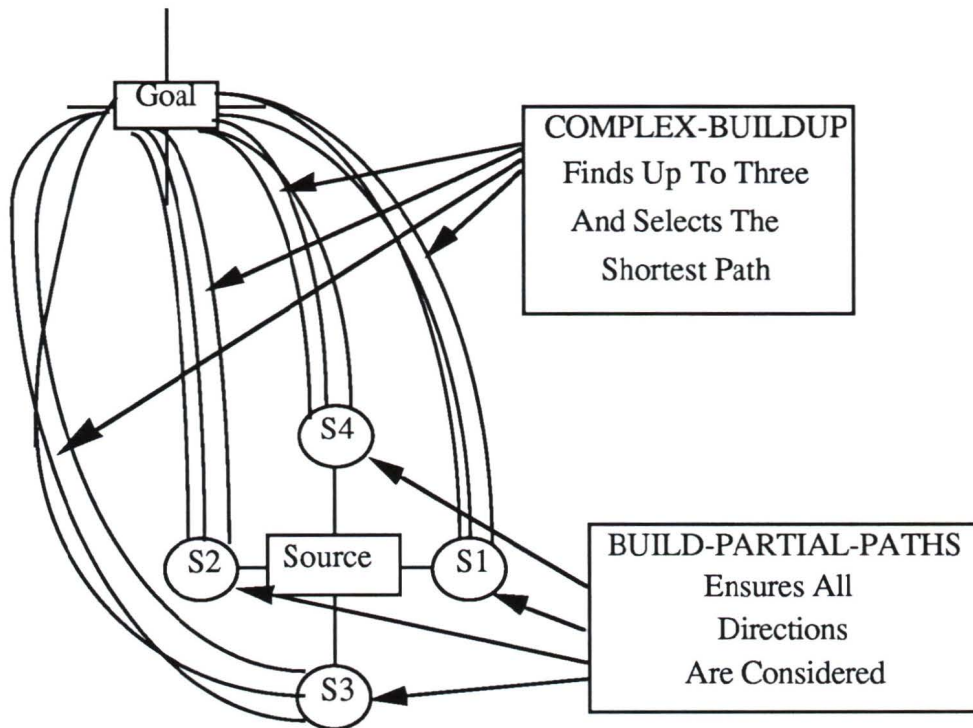 Goal
COMPLEX-BUILDUP
Finds Up To Three
And Selects The
Shortest Path
S4
S2
Source
S1
BUILD-PARTIAL-PATHS
Ensures All
Directions
Are Considered
S3